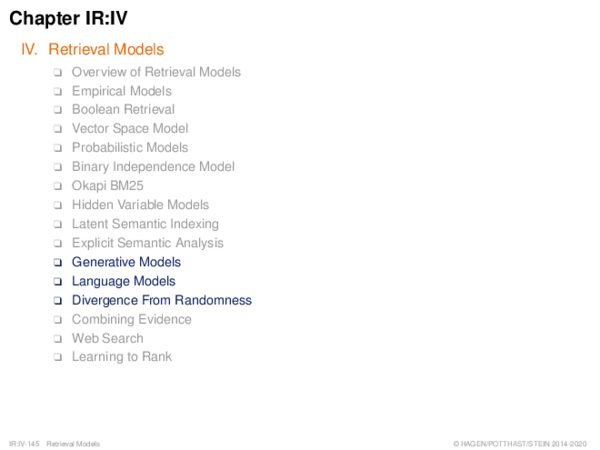 Chapter IR:IV
IV. Retrieval Models
❑ Overview of Retrieval Models
❑ Empirical Models
❑ Boolean Retrieval
❑ Vector Space Model
❑ Probabilistic Models
❑ Binary Independence Model
❑ Okapi BM25
❑ Hidden Variable Models
❑ Latent Semantic Indexing
❑ Explicit Semantic Analysis
❑ Generative Models
❑ Language Models
❑ Divergence From Randomness
❑ Combining Evidence
❑ Web Search
❑ Learning to Rank
IR:IV-145 Retrieval Models © HAGEN/POTTHAST/STEIN 2014-2020